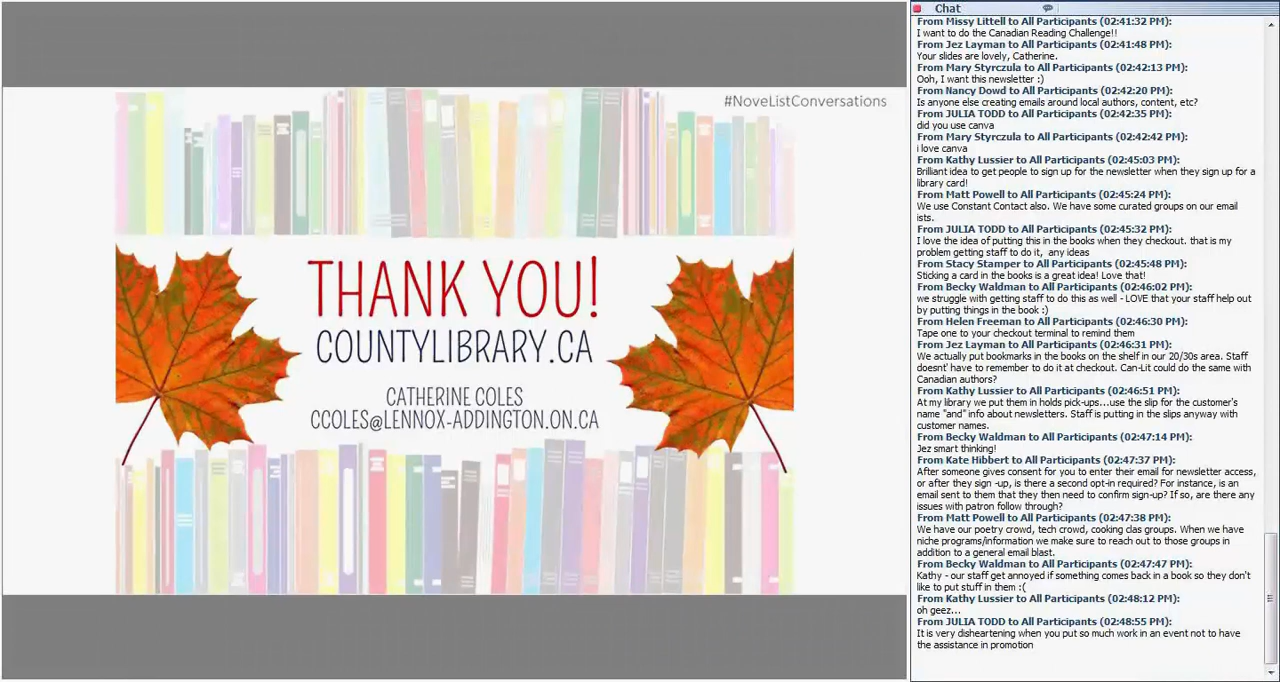 #NoveListConversations
THANK YOU!
COUNTYLIBRARY.CA
CATHERINE COLES
CCOLES@LENNOX-ADDINGTON.ON.CA
Chat
From Missy Littell to All Participants (02:41:32 PM):
I want to do the Canadian Reading Challenge!!
From Jez Layman to All Participants (02:41:48 PM):
Your slides are lovely, Catherine.
From Mary Styrczula to All Participants (02:42:13 PM):
Ooh, I want this newsletter :)
From Nancy Dowd to All Participants (02:42:20 PM):
Is anyone else creating emails around local authors, content, etc?
From JULIA TODD to All Participants (02:42:35 PM):
did you use canva
From Mary Styrczula to All Participants (02:42:42 PM):
i love canva
From Kathy Lussier to All Participants (02:45:03 PM):
Brilliant idea to get people to sign up for the newsletter when they sign up for a
library card!
From Matt Powell to All Participants (02:45:24 PM):
We use Constant Contact also. We have some curated groups on our email
ists.
From JULIA TODD to All Participants (02:45:32 PM):
I love the idea of putting this in the books when they checkout. that is my
problem getting staff to do it,  any ideas
From Stacy Stamper to All Participants (02:45:48 PM):
Sticking a card in the books is a great idea! Love that!
From Becky Waldman to All Participants (02:46:02 PM):
we struggle with getting staff to do this as well - LOVE that your staff help out
by putting things in the book :)
From Helen Freeman to All Participants (02:46:30 PM):
Tape one to your checkout terminal to remind them
From Jez Layman to All Participants (02:46:31 PM):
We actually put bookmarks in the books on the shelf in our 20/30s area. Staff
doesnt' have to remember to do it at checkout. Can-Lit could do the same with
Canadian authors?
From Kathy Lussier to All Participants (02:46:51 PM):
At my library we put them in holds pick-ups...use the slip for the customer's
name "and" info about newsletters. Staff is putting in the slips anyway with
customer names.
From Becky Waldman to All Participants (02:47:14 PM):
Jez smart thinking!
From Kate Hibbert to All Participants (02:47:37 PM):
After someone gives consent for you to enter their email for newsletter access,
or after they sign -up, is there a second opt-in required? For instance, is an
email sent to them that they then need to confirm sign-up? If so, are there any
issues with patron follow through?
From Matt Powell to All Participants (02:47:38 PM):
We have our poetry crowd, tech crowd, cooking clas groups. When we have
niche programs/information we make sure to reach out to those groups in
addition to a general email blast.
From Becky Waldman to All Participants (02:47:47 PM):
Kathy - our staff get annoyed if something comes back in a book so they don't
like to put stuff in them :(
From Kathy Lussier to All Participants (02:48:12 PM):
oh geez...
From JULIA TODD to All Participants (02:48:55 PM):
It is very disheartening when you put so much work in an event not to have
the assistance in promotion